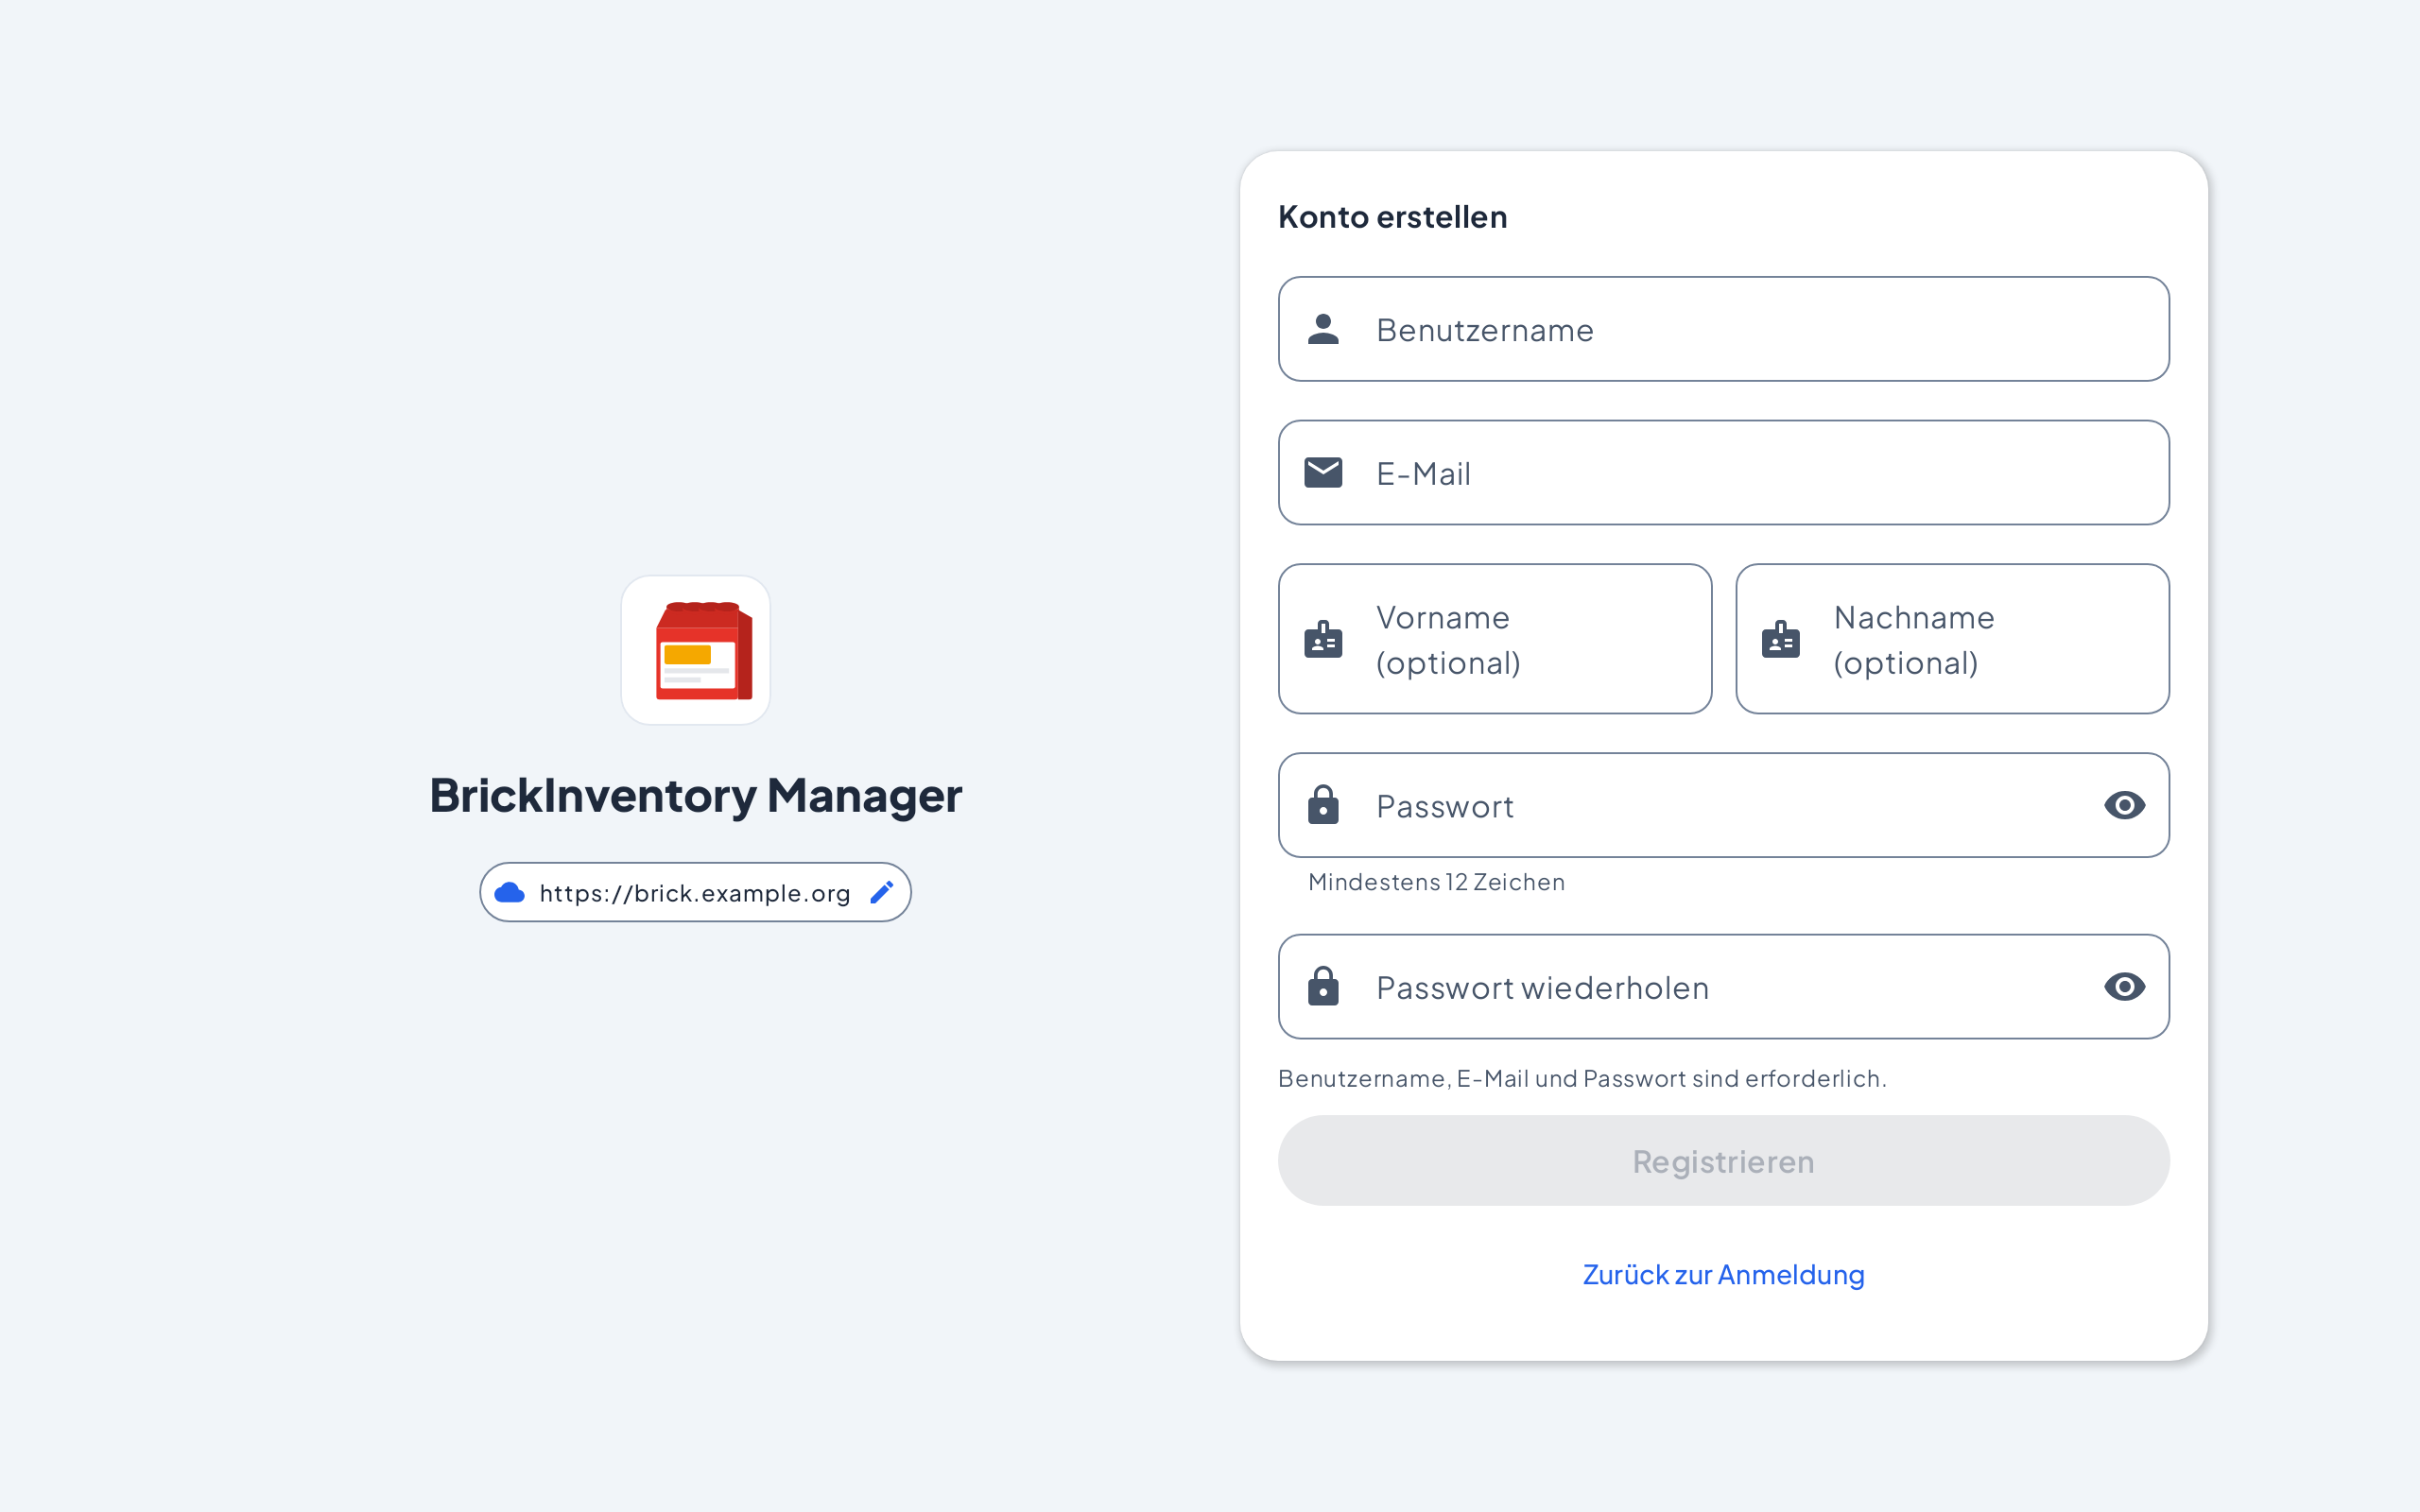 BrickInventory Manager
https://brick.example.org
Konto erstellen
Benutzername
E-Mail
Vorname
(optional)
Nachname
(optional)
Passwort
Mindestens 12 Zeichen
Passwort wiederholen
Benutzername, E-Mail und Passwort sind erforderlich.
Registrieren
Zurück zur Anmeldung